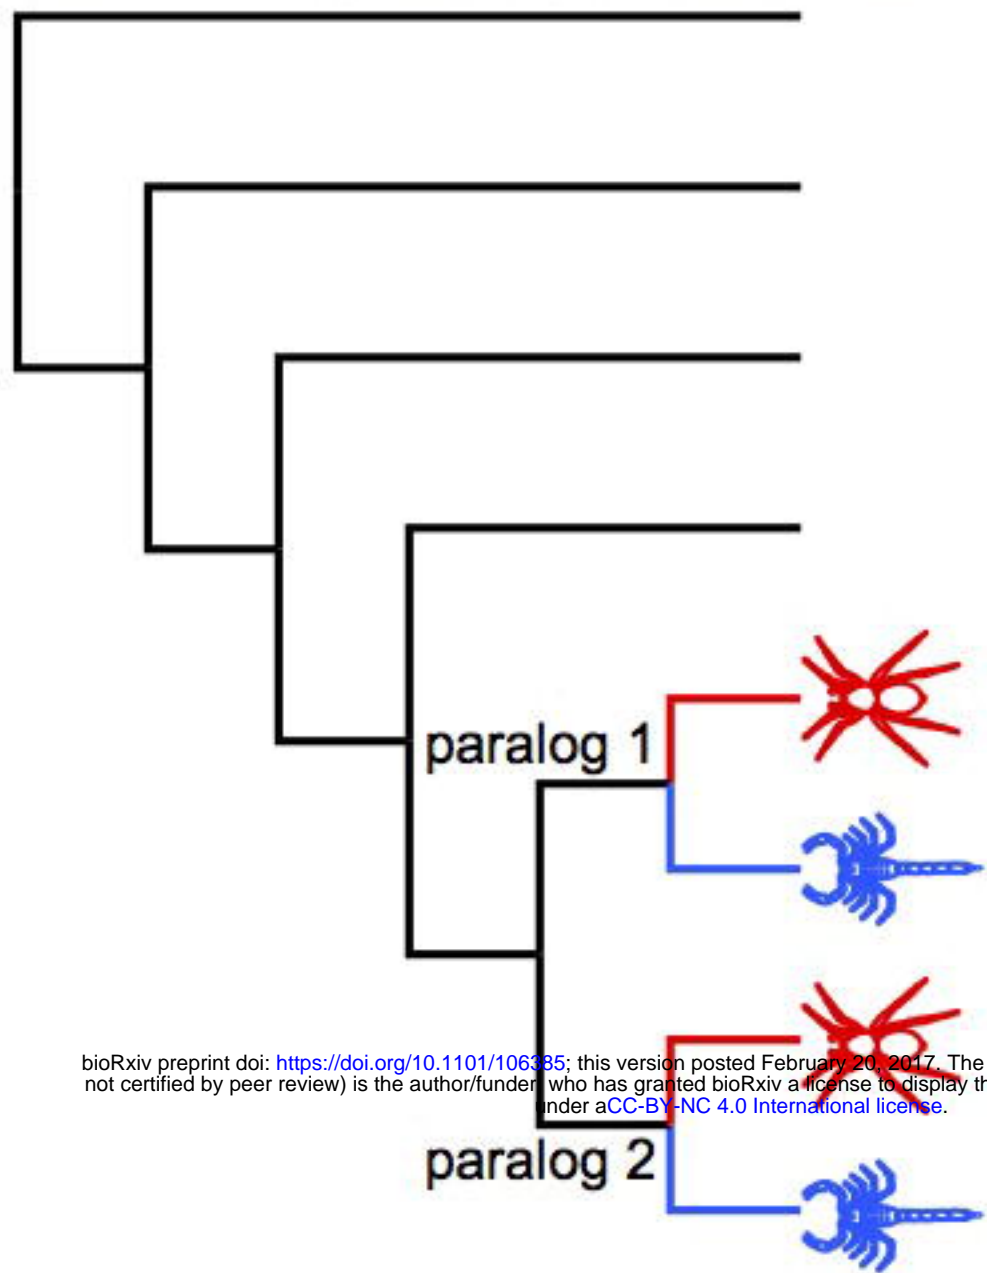 paralog 1
bioRxiv preprint doi: https://doi.org/10.1101/106385; this version posted February 20, 2017. The
not certified by peer review) is the author/funder, who has granted bioRxiv a license to display
under aCC-BY-NC 4.0 International license.
paralog 2